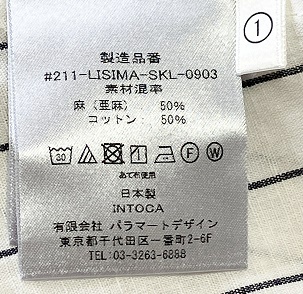 ①
製造品番
#211-LISIMA-SKL-0903
素材混率
麻（亜麻） 50%
コットン： 50%
30 F W
あて布使用
日本製
INTOCA
有限会社 パラマートデザイン
東京都千代田区一番町2-6F
TEL:03-3263-6888